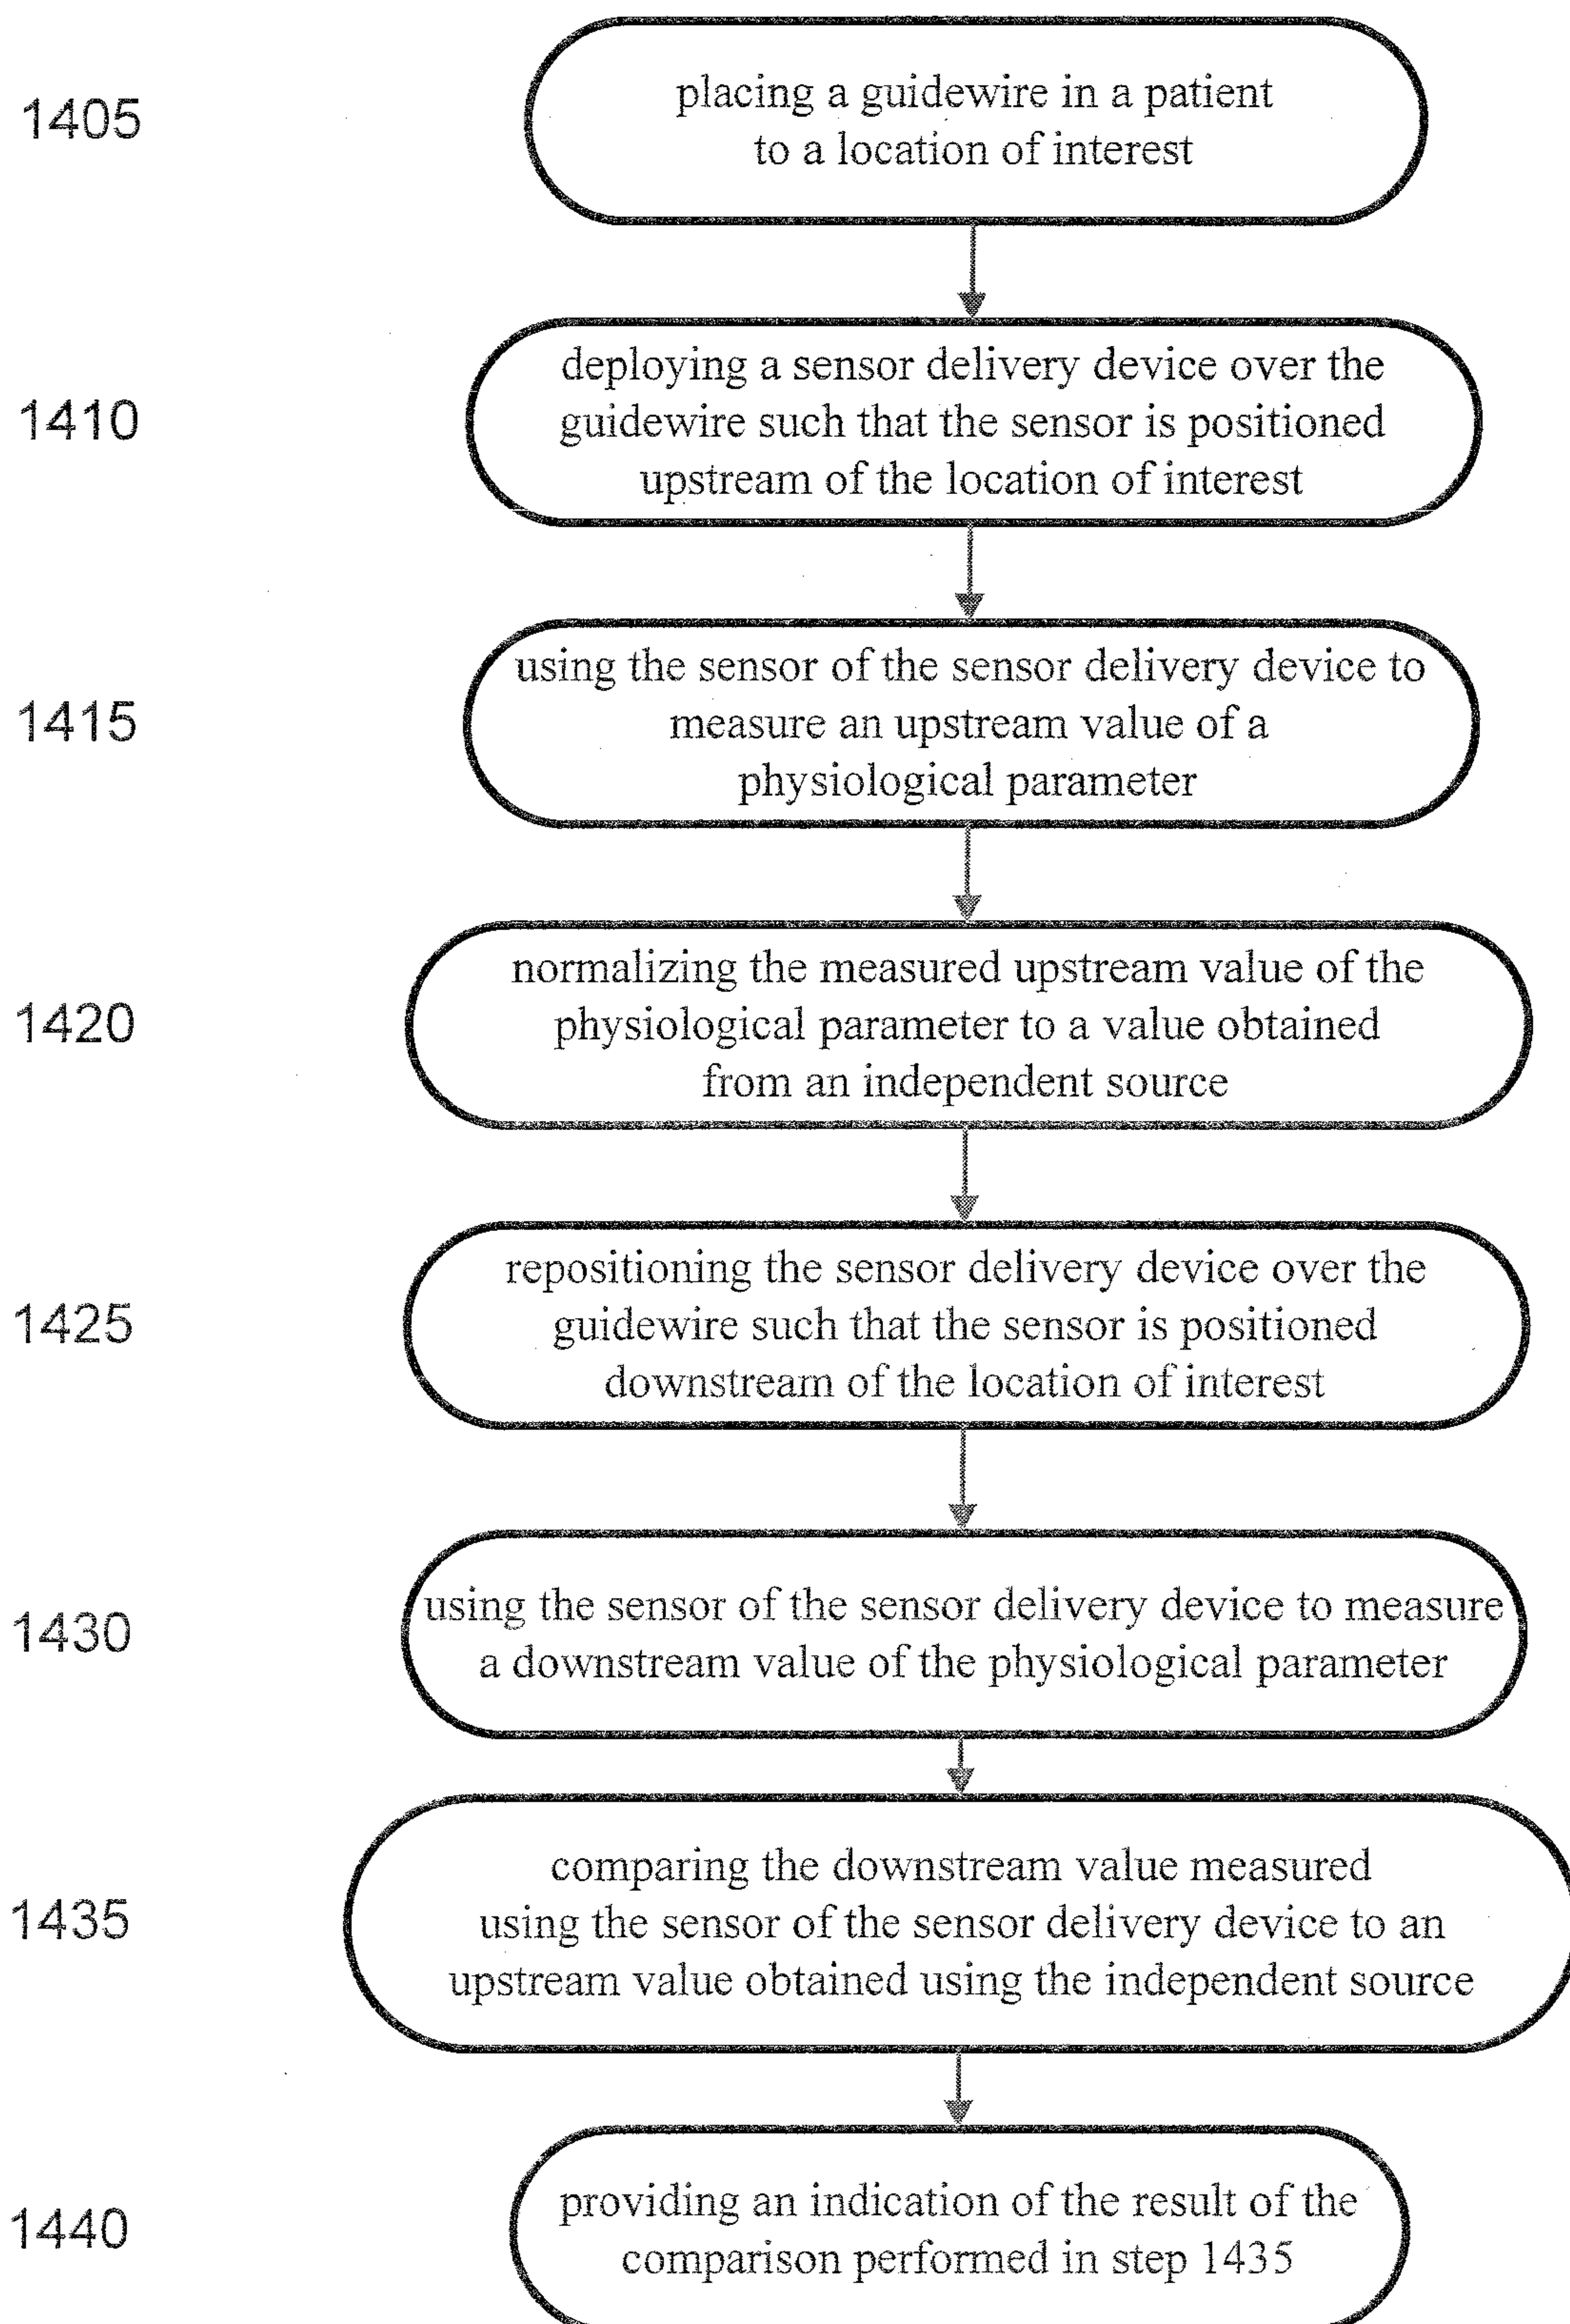 1405
placing a guidewire in a patient
to a location of interest
1410
deploying a sensor delivery device over the
guidewire such that the sensor is positioned
upstream of the location of interest
1415
using the sensor of the sensor delivery device to
measure an upstream value of a
physiological parameter
1420
normalizing the measured upstream value of the
physiological parameter to a value obtained
from an independent source
1425
repositioning the sensor delivery device over the
guidewire such that the sensor is positioned
downstream of the location of interest
1430
using the sensor of the sensor delivery device to measure
a downstream value of the physiological parameter
1435
comparing the downstream value measured
using the sensor of the sensor delivery device to an
upstream value obtained using the independent source
1440
providing an indication of the result of the
comparison performed in step 1435